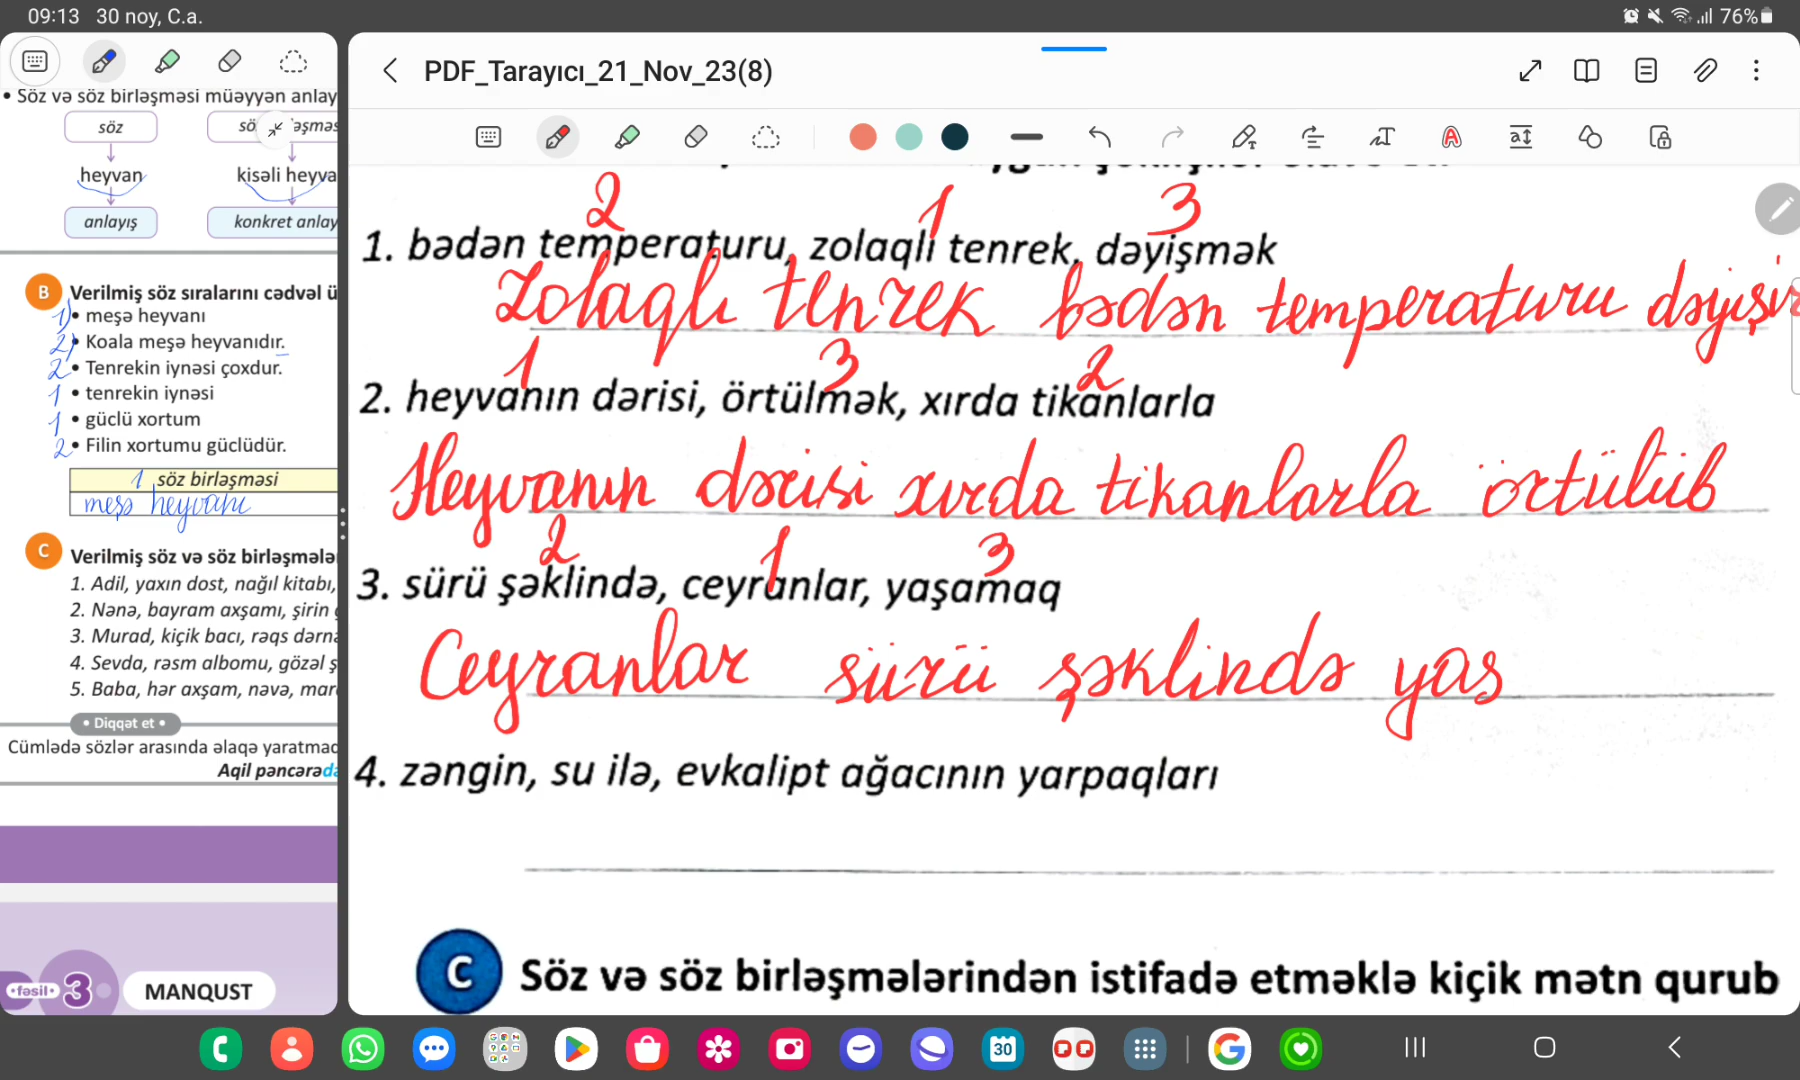 09:13 30 noy, C.a.
76%
• Söz və söz birləşməsi müəyyən anlay
söz
heyvan
kisəli heyva
anlayış
konkret anlay
B Verilmiş söz sıralarını cədvəl ü
1) • meşə heyvanı
2) • Koala meşə heyvanıdır.
2 • Tenrekin iynəsi çoxdur.
1 • tenrekin iynəsi
1 • güclü xortum
2 • Filin xortumu güclüdür.
1 söz birləşməsi
meşə heyvanı
C Verilmiş söz və söz birləşmələr
1. Adil, yaxın dost, nağıl kitabı,
2. Nənə, bayram axşamı, şirin
3. Murad, kiçik bacı, rəqs dərnə
4. Sevda, rəsm albomu, gözəl ş
5. Baba, hər axşam, nəvə, mar
• Diqqət et •
Cümlədə sözlər arasında əlaqə yaratmaq
Aqil pəncərədə
•fəsil• 3 MANQUST
PDF_Tarayıcı_21_Nov_23(8)
2 1 3
1. bədən temperaturu, zolaqlı tenrek, dəyişmək
Zolaqlı tenrek bədən temperaturu dəyişi
1 3 2
2. heyvanın dərisi, örtülmək, xırda tikanlarla
Heyvanın dərisi xırda tikanlarla örtülüb
2 1 3
3. sürü şəklində, ceyranlar, yaşamaq
Ceyranlar sürü şəklində yaş
4. zəngin, su ilə, evkalipt ağacının yarpaqları
C Söz və söz birləşmələrindən istifadə etməklə kiçik mətn qurub
30